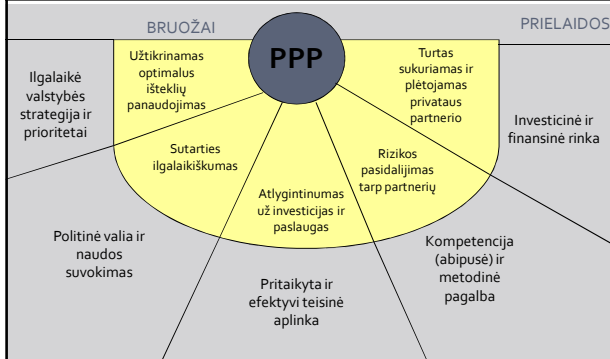 BRUOŽAI
PRIELAIDOS
PPP
Ilgalaikė
valstybės
strategija ir
prioritetai
Užtikrinamas
optimalus
išteklių
panaudojimas
Turtas
sukuriamas ir
plėtojamas
privataus
partnerio
Investicinė ir
finansinė rinka
Sutarties
ilgalaikiškumas
Atlygintinumas
už investicijas ir
paslaugas
Rizikos
pasidalijimas
tarp partnerių
Politinė valia ir
naudos
suvokimas
Pritaikyta ir
efektyvi teisinė
aplinka
Kompetencija
(abipusė) ir
metodinė
pagalba